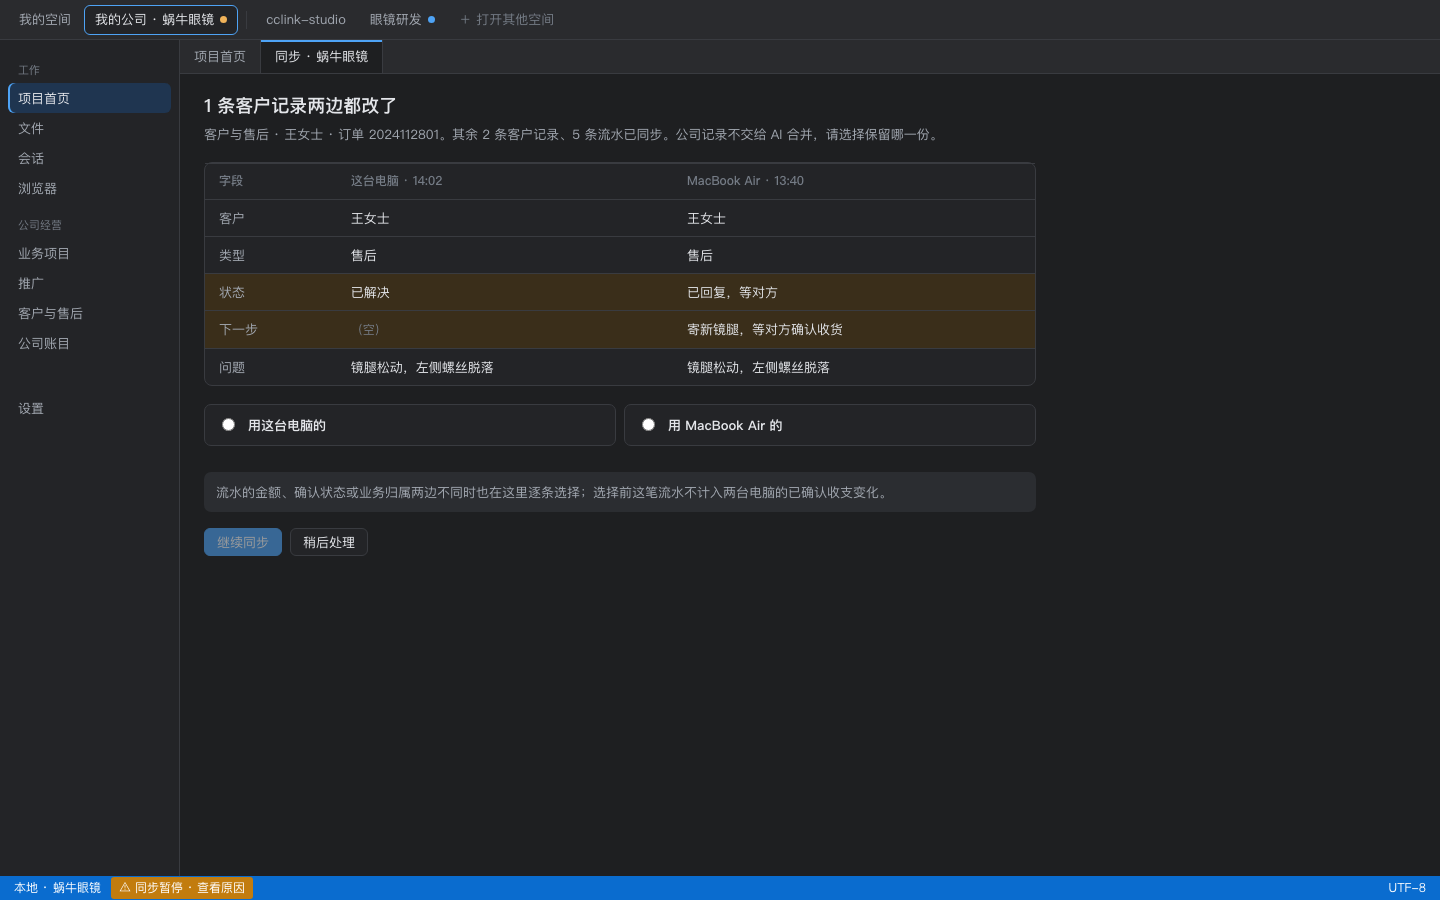 我的空间 我的公司 · 蜗牛眼镜 cclink-studio 眼镜研发 + 打开其他空间
工作
项目首页
文件
会话
浏览器
公司经营
业务项目
推广
客户与售后
公司账目
设置
项目首页 同步 · 蜗牛眼镜
1 条客户记录两边都改了
客户与售后 · 王女士 · 订单 2024112801。其余 2 条客户记录、5 条流水已同步。公司记录不交给 AI 合并，请选择保留哪一份。
字段 这台电脑 · 14:02 MacBook Air · 13:40
客户 王女士 王女士
类型 售后 售后
状态 已解决 已回复，等对方
下一步 （空） 寄新镜腿，等对方确认收货
问题 镜腿松动，左侧螺丝脱落 镜腿松动，左侧螺丝脱落
用这台电脑的 用 MacBook Air 的
流水的金额、确认状态或业务归属两边不同时也在这里逐条选择；选择前这笔流水不计入两台电脑的已确认收支变化。
继续同步 稍后处理
本地 · 蜗牛眼镜 ⚠ 同步暂停 · 查看原因 UTF-8